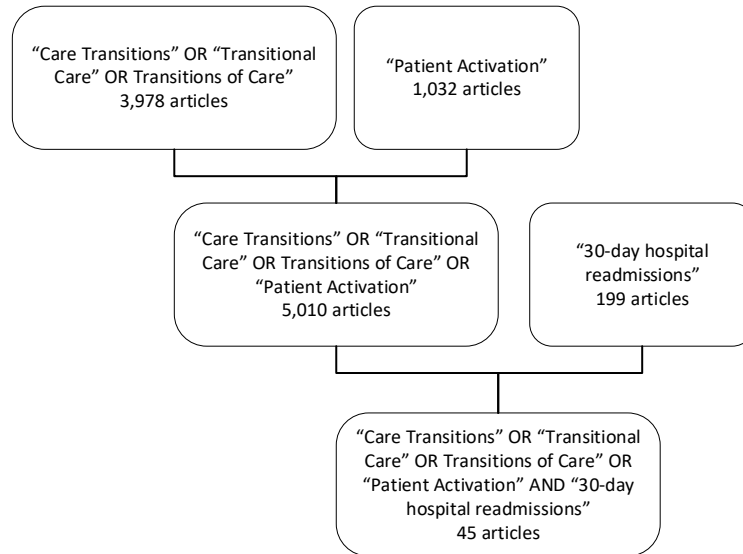 “Care Transitions” OR “Transitional
Care” OR Transitions of Care”
3,978 articles
“Patient Activation”
1,032 articles
“Care Transitions” OR “Transitional
Care” OR Transitions of Care” OR
“Patient Activation”
5,010 articles
“30-day hospital
readmissions”
199 articles
“Care Transitions” OR “Transitional
Care” OR Transitions of Care” OR
“Patient Activation” AND “30-day
hospital readmissions”
45 articles